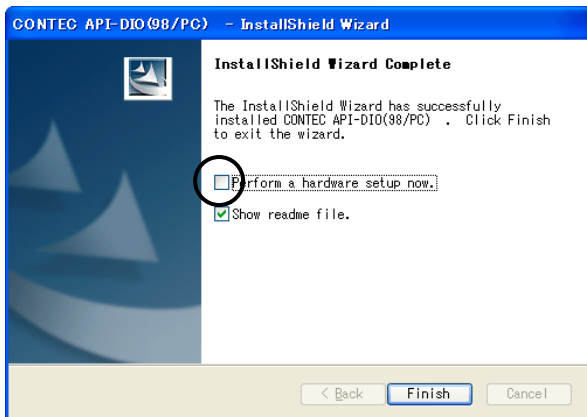 CONTEC API-DIO(98/PC) - InstallShield Wizard
InstallShield Wizard Complete
The InstallShield Wizard has successfully
installed CONTEC API-DIO(98/PC) . Click Finish
to exit the wizard.
Perform a hardware setup now.
Show readme file.
< Back
Finish
Cancel